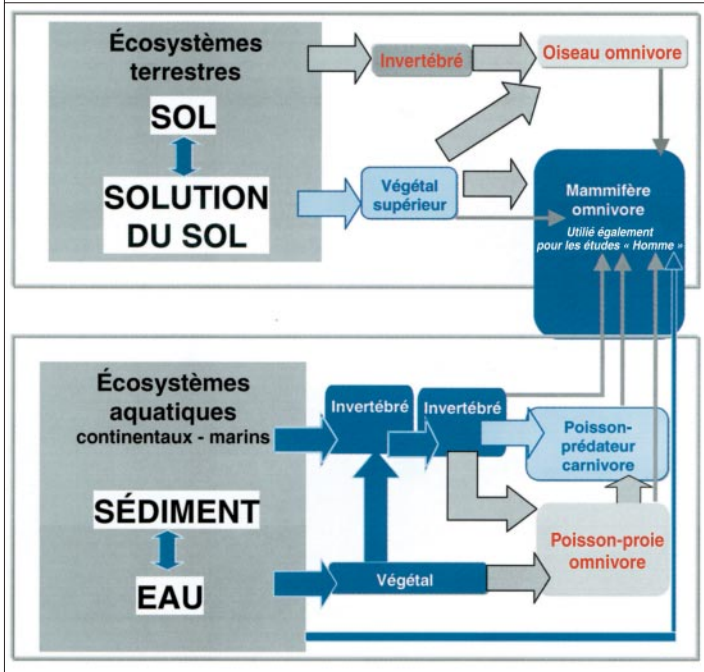 Écosystèmes
terrestres
SOL
SOLUTION
DU SOL
Invertébré
Oiseau omnivore
Végétal
supérieur
Mammifère
omnivore
Utilié également
pour les études « Homme »
Écosystèmes
aquatiques
continentaux - marins
SÉDIMENT
EAU
Invertébré
Invertébré
Poisson-
prédateur
carnivore
Végétal
Poisson-proie
omnivore